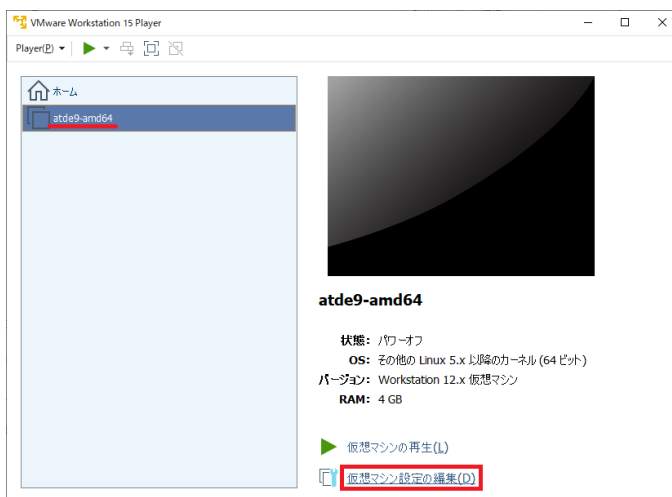 VMware Workstation 15 Player
Player(P)
ホーム
atde9-amd64
atde9-amd64
状態: パワーオフ
OS: その他の Linux 5.x 以降のカーネル (64 ビット)
バージョン: Workstation 12.x 仮想マシン
RAM: 4 GB
仮想マシンの再生(L)
仮想マシン設定の編集(D)